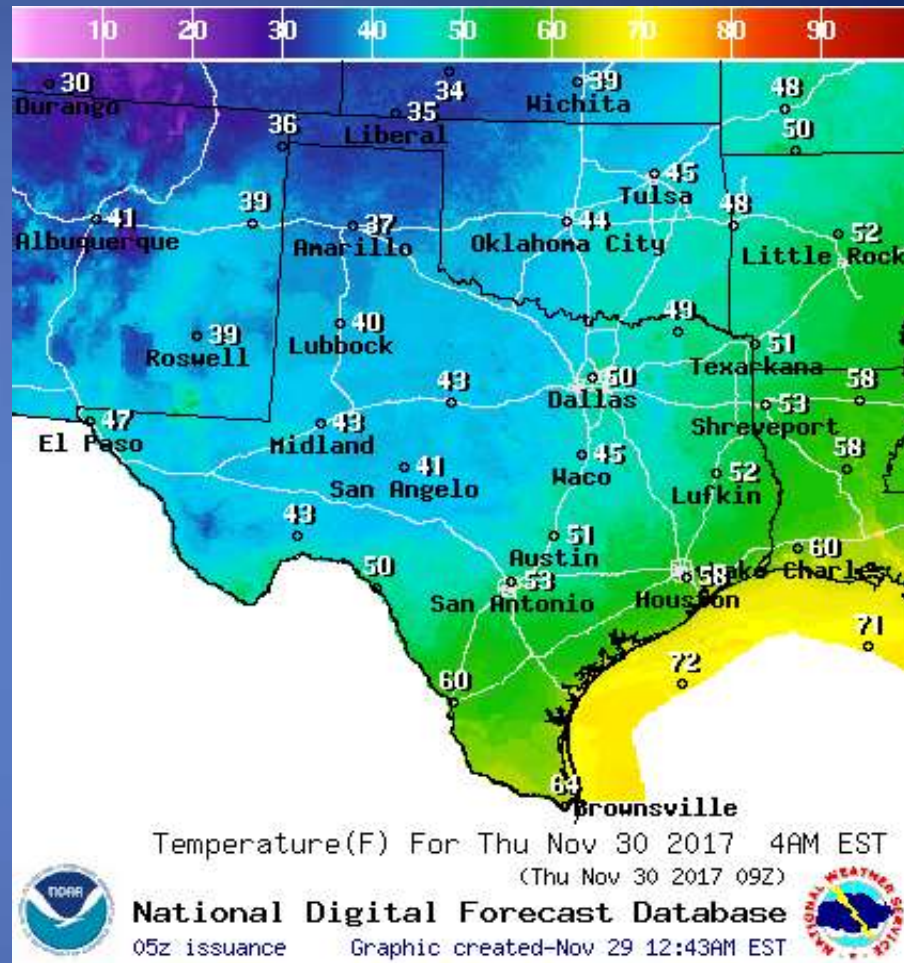 10 20 30 40 50 60 70 80 90
30
Durango
34
35
Liberal
39
Wichita
48
50
36
45
Tulsa
41
Albuquerque
39
37
Amarillo
44
Oklahoma City
48
52
Little Rock
39
Roswell
40
Lubbock
49
51
Texarkana
50
Dallas
43
58
53
Shreveport
47
El Paso
43
Midland
41
San Angelo
45
Waco
52
Lufkin
58
43
51
Austin
60
Charles
50
53
San Antonio
58
Houston
71
72
60
64
Brownsville
Temperature(F) For Thu Nov 30 2017 4AM EST
(Thu Nov 30 2017 09Z)
NOAA
NATIONAL WEATHER SERVICE
National Digital Forecast Database
05z issuance Graphic created-Nov 29 12:43AM EST